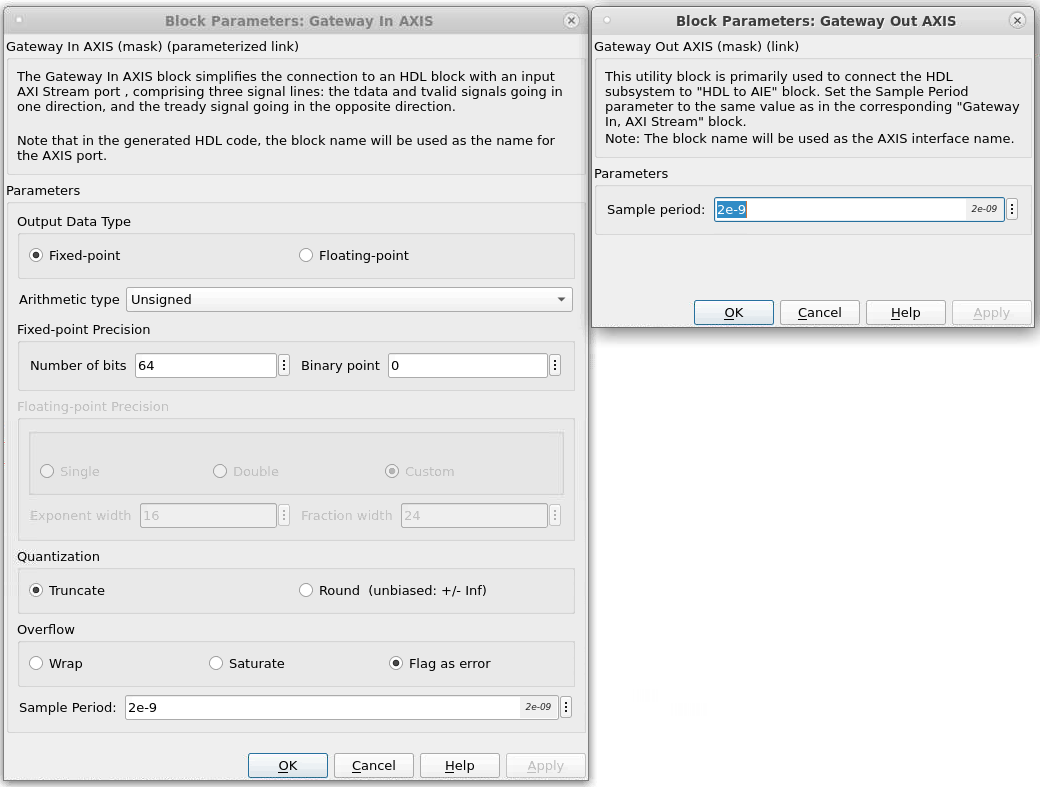 Block Parameters: Gateway In AXIS
Gateway In AXIS (mask) (parameterized link)
The Gateway In AXIS block simplifies the connection to an HDL block with an input
AXI Stream port , comprising three signal lines: the tdata and tvalid signals going in
one direction, and the tready signal going in the opposite direction.
Note that in the generated HDL code, the block name will be used as the name for
the AXIS port.
Parameters
Output Data Type
Fixed-point
Floating-point
Arithmetic type Unsigned
Fixed-point Precision
Number of bits 64
Binary point 0
Floating-point Precision
Single
Double
Custom
Exponent width 16
Fraction width 24
Quantization
Truncate
Round (unbiased: +/- Inf)
Overflow
Wrap
Saturate
Flag as error
Sample Period: 2e-9 2e-09
OK
Cancel
Help
Apply
Block Parameters: Gateway Out AXIS
Gateway Out AXIS (mask) (link)
This utility block is primarily used to connect the HDL
subsystem to "HDL to AIE" block. Set the Sample Period
parameter to the same value as in the corresponding "Gateway
In, AXI Stream" block.
Note: The block name will be used as the AXIS interface name.
Parameters
Sample period: 2e-9 2e-09
OK
Cancel
Help
Apply